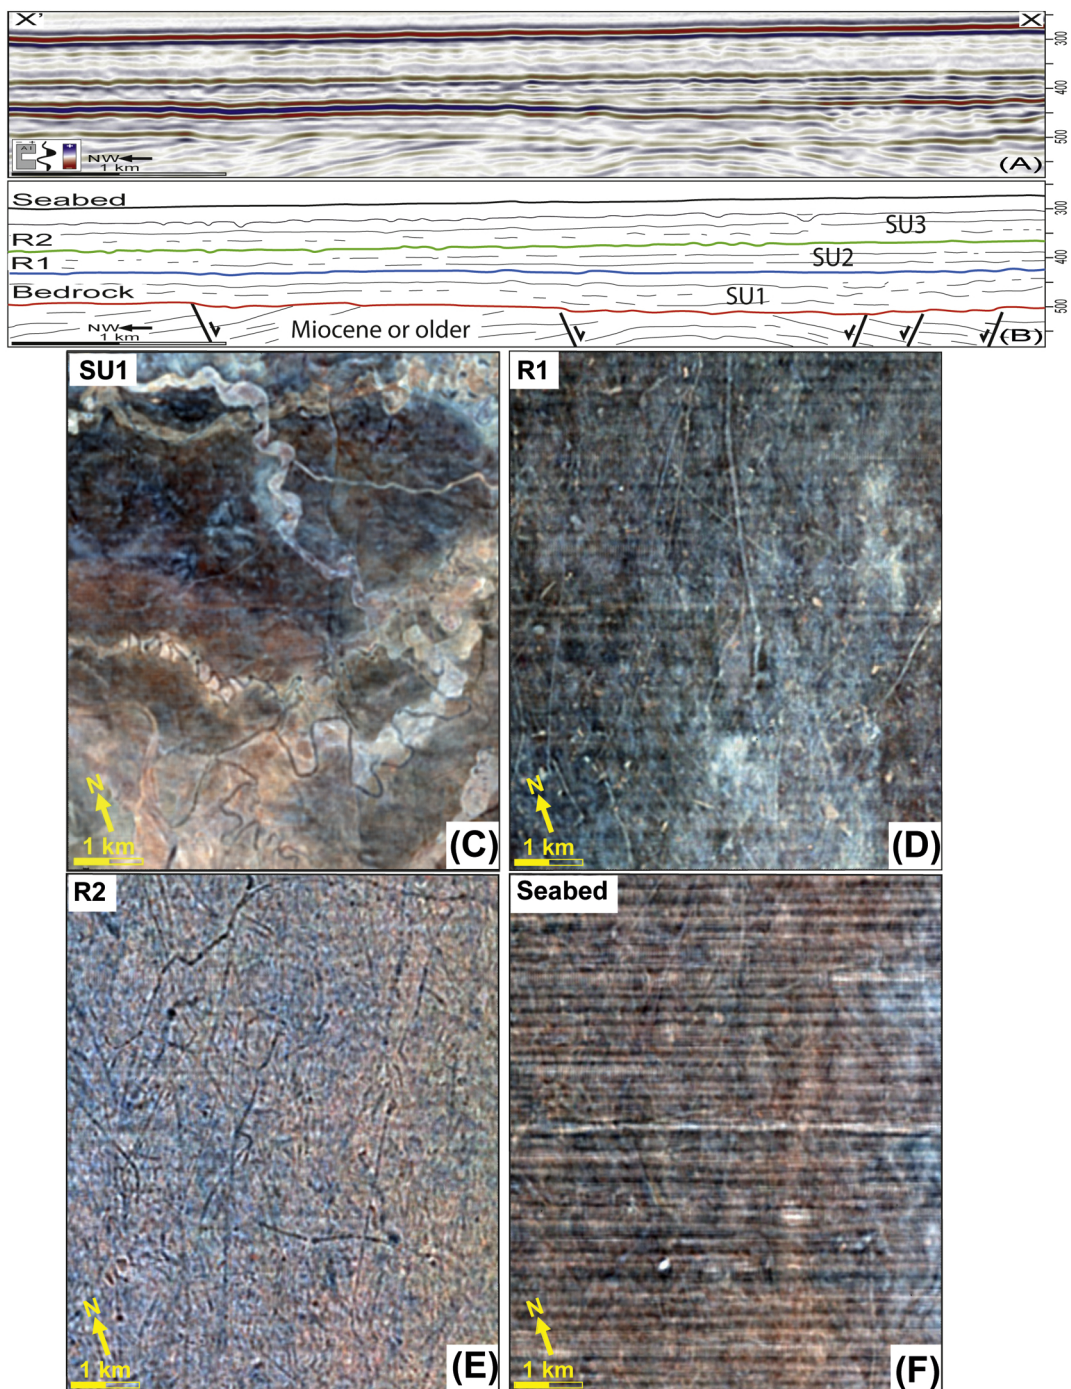 X' X
300
400
500
- +
A1
+
NW
1 km
(A)
Seabed
300
SU3
R2
SU2
400
R1
Bedrock
SU1
500
NW
1 km
Miocene or older
(B)
SU1
N
1 km
(C)
R1
N
1 km
(D)
R2
N
1 km
(E)
Seabed
N
1 km
(F)